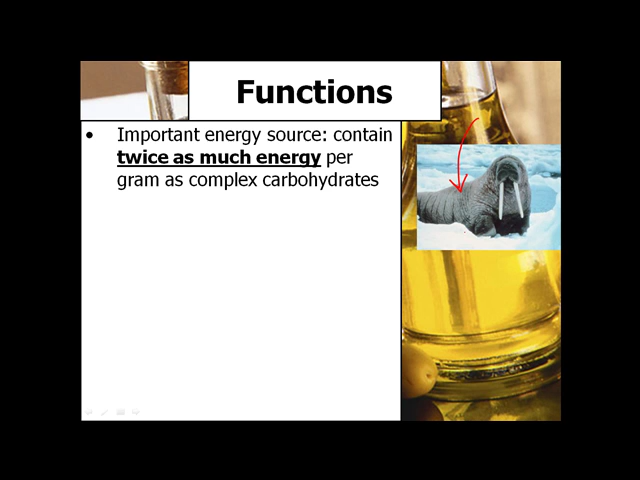 Functions
• Important energy source: contain
twice as much energy per
gram as complex carbohydrates